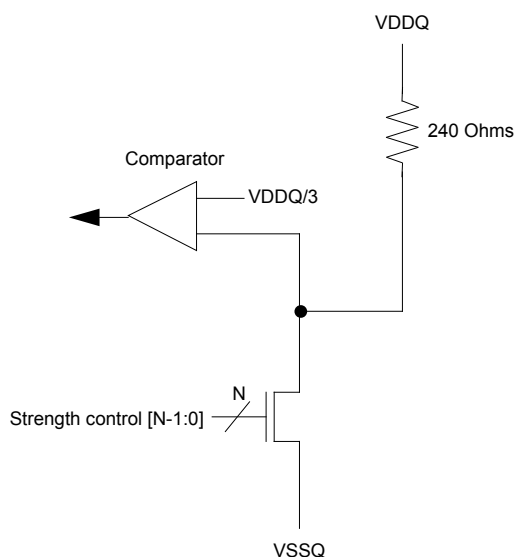 VDDQ
240 Ohms
Comparator
VDDQ/3
N
Strength control [N-1:0]
VSSQ